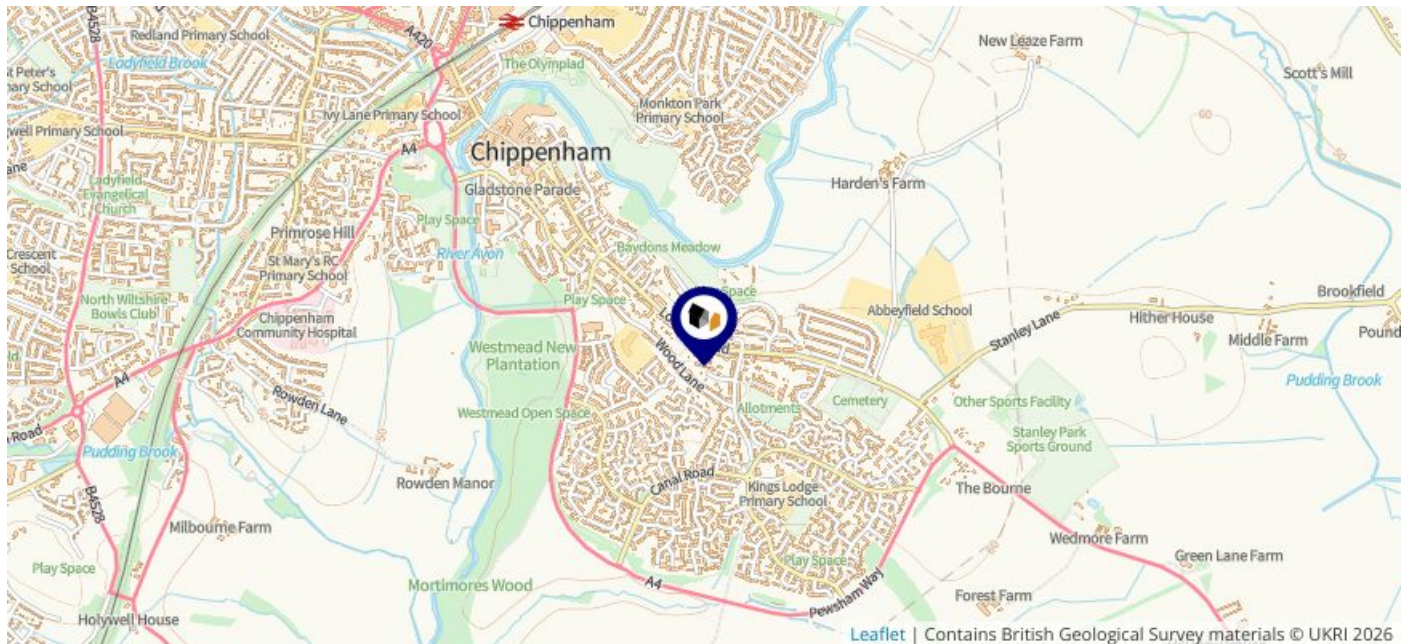 B4528
Redland Primary School
Ladyfield Brook
A420
Chippenham
The Olympiad
New Leaze Farm
Scott's Mill
60
50
St Peter's
Primary School
Ivy Lane Primary School
Monkton Park
Primary School
A4
Chippenham
Gladstone Parade
Harden's Farm
Ladyfield
Evangelical
Church
Primrose Hill
Play Space
River Avon
Baydons Meadow
Crescent
School
St Mary's RC
Primary School
North Wiltshire
Bowls Club
Play Space
Space
Abbeyfield School
Brookfield
Chippenham
Community Hospital
Hither House
Middle Farm
Pound
Stanley Lane
Westmead New
Plantation
Wood Lane
Pudding Brook
A4
Rowden Lane
60
50
Westmead Open Space
Allotments
Cemetery
Other Sports Facility
Road
Stanley Park
Sports Ground
Pudding Brook
Rowden Manor
Canal Road
Kings Lodge
Primary School
The Bourne
B4528
Milbourne Farm
60
Wedmore Farm
Green Lane Farm
Play Space
Play Space
Mortimores Wood
A4
Pewsham Way
Forest Farm
Holywell House
Leaflet | Contains British Geological Survey materials © UKRI 2026